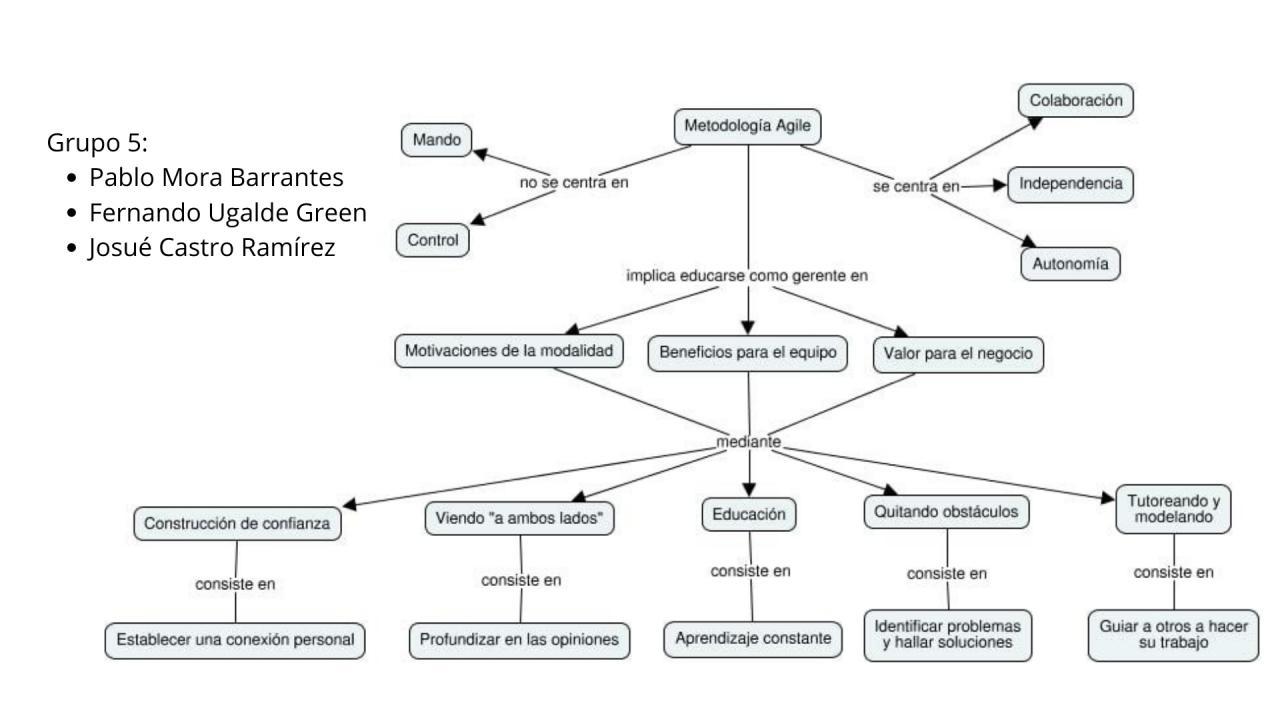 Grupo 5:
Pablo Mora Barrantes
Fernando Ugalde Green
Josué Castro Ramírez
Metodología Agile
no se centra en
Mando
Control
se centra en
Colaboración
Independencia
Autonomía
implica educarse como gerente en
Motivaciones de la modalidad
Beneficios para el equipo
Valor para el negocio
mediante
Construcción de confianza
Viendo "a ambos lados"
Educación
Quitando obstáculos
Tutoreando y
modelando
consiste en
consiste en
consiste en
consiste en
consiste en
Establecer una conexión personal
Profundizar en las opiniones
Aprendizaje constante
Identificar problemas
y hallar soluciones
Guiar a otros a hacer
su trabajo